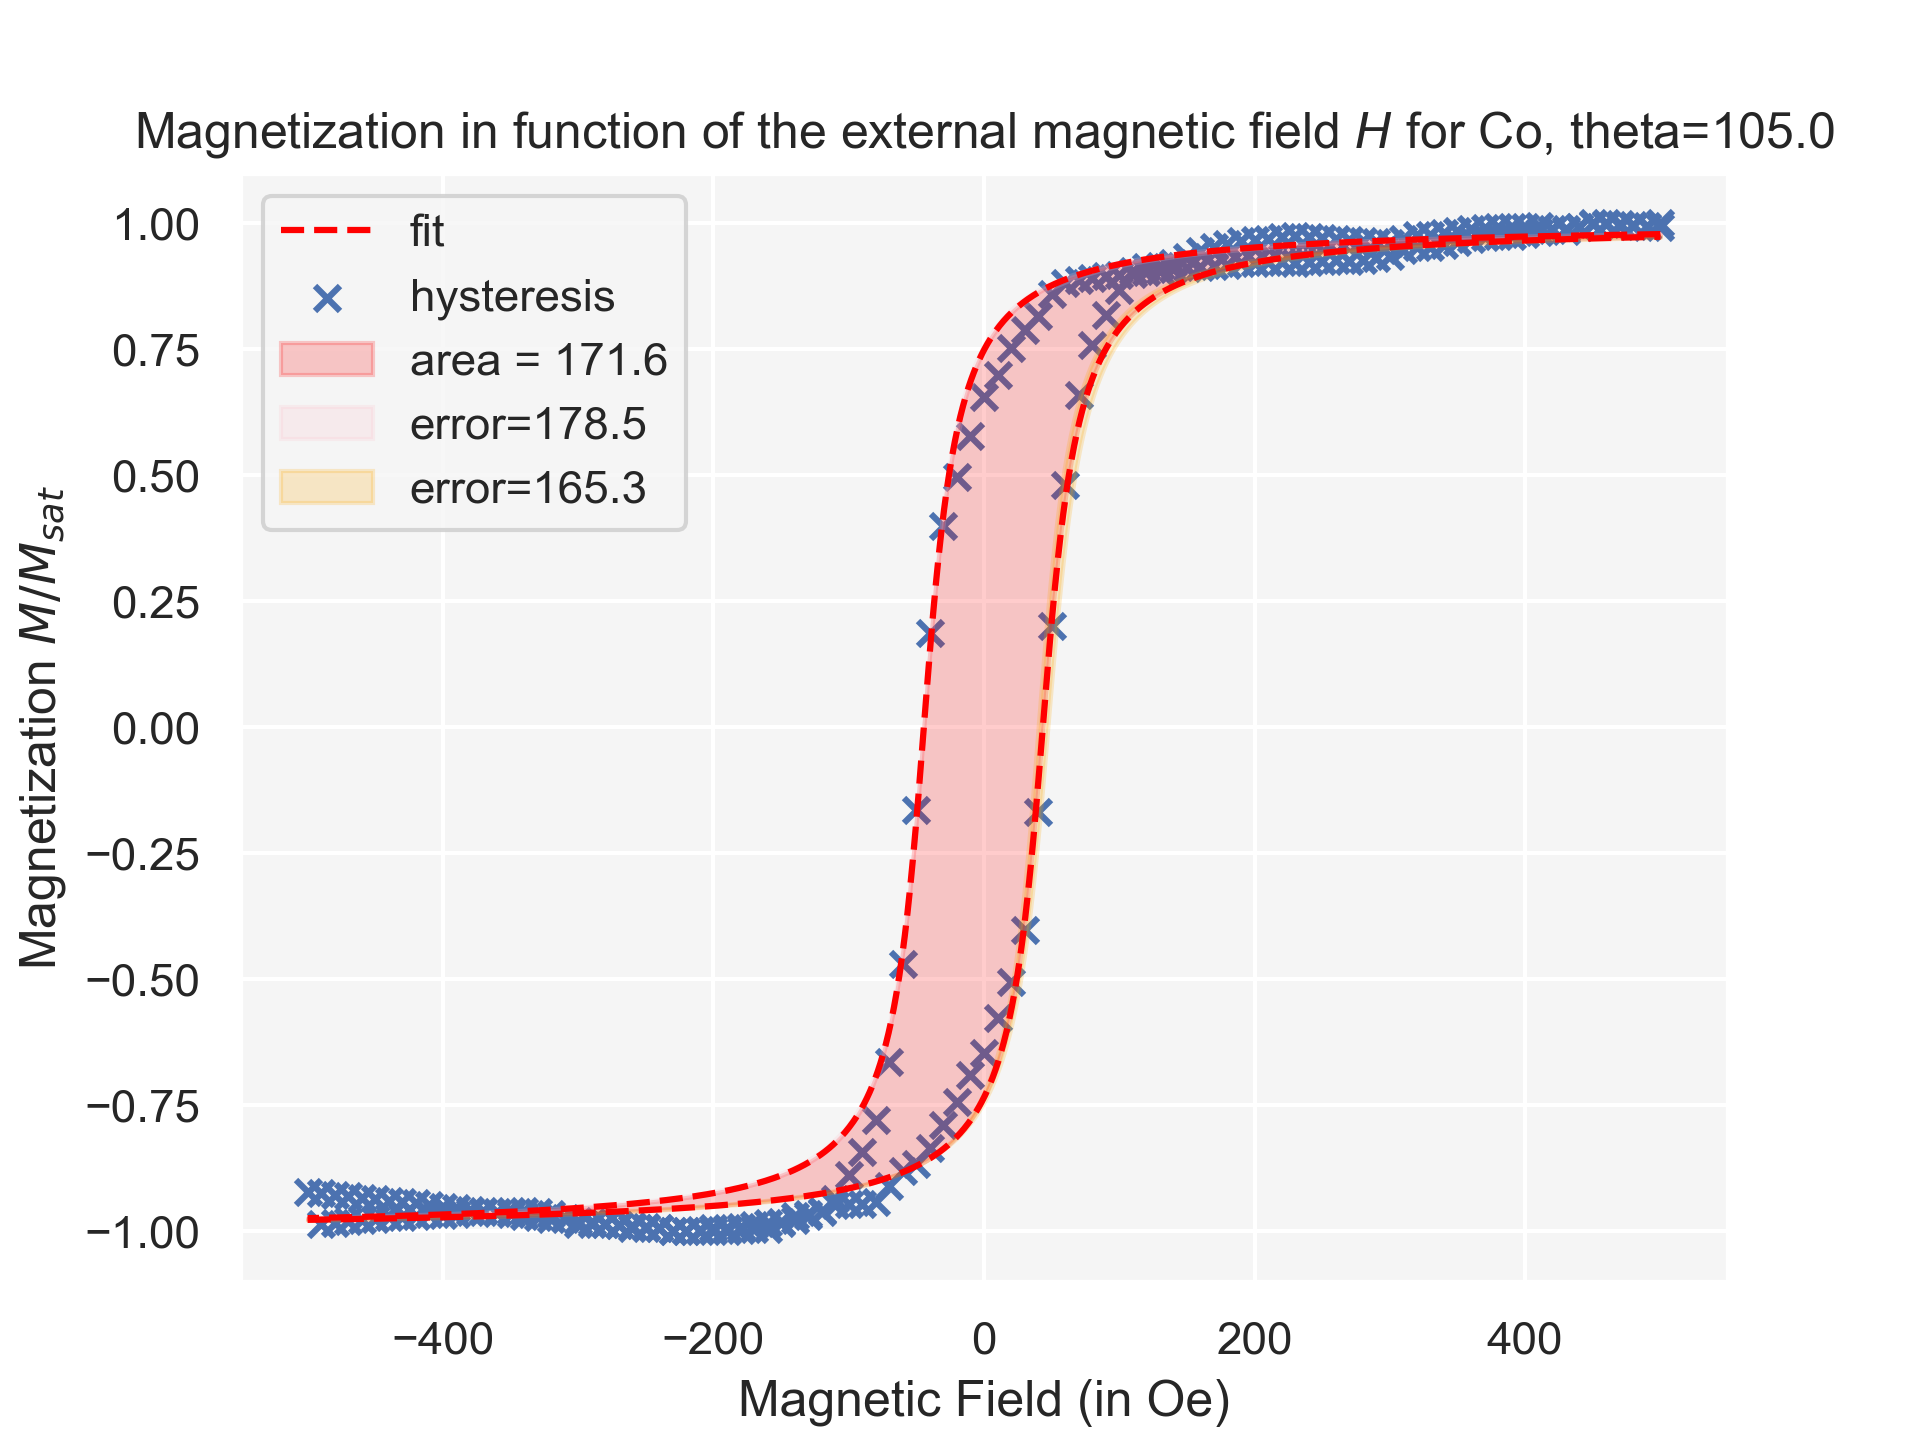 Magnetization in function of the external magnetic field H for Co, theta=105.0
fit
hysteresis
area = 171.6
error=178.5
error=165.3
1.00
0.75
0.50
0.25
0.00
−0.25
−0.50
−0.75
−1.00
Magnetization M/M_sat
−400
−200
0
200
400
Magnetic Field (in Oe)